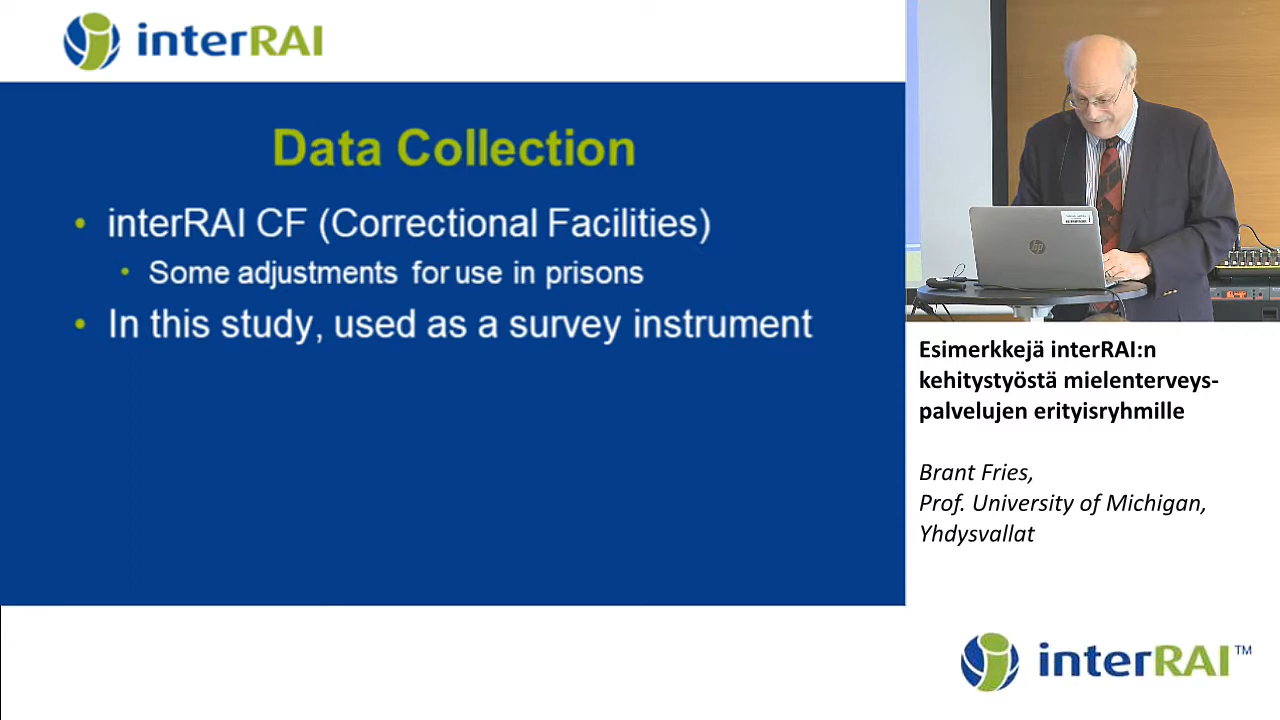 interRAI
Data Collection
• interRAI CF (Correctional Facilities)
• Some adjustments for use in prisons
• In this study, used as a survey instrument
hp
Esimerkkejä interRAI:n
kehitystyöstä mielenterveys-
palvelujen erityisryhmille
Brant Fries,
Prof. University of Michigan,
Yhdysvallat
interRAI™